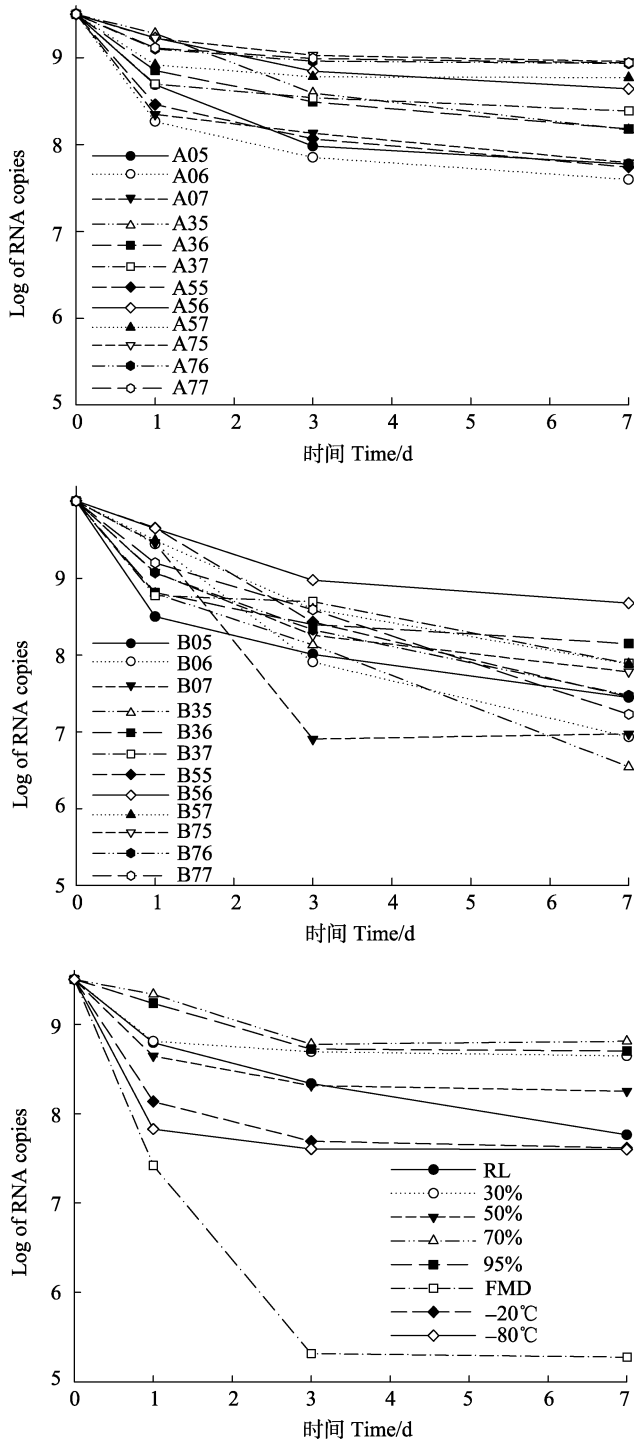 9
8
7
6
5
Log of RNA copies
A05
A06
A07
A35
A36
A37
A55
A56
A57
A75
A76
A77
0 1 2 3 4 5 6 7
时间 Time/d
9
8
7
6
5
Log of RNA copies
B05
B06
B07
B35
B36
B37
B55
B56
B57
B75
B76
B77
0 1 2 3 4 5 6 7
时间 Time/d
9
8
7
6
5
Log of RNA copies
RL
30%
50%
70%
95%
FMD
–20℃
–80℃
0 1 2 3 4 5 6 7
时间 Time/d